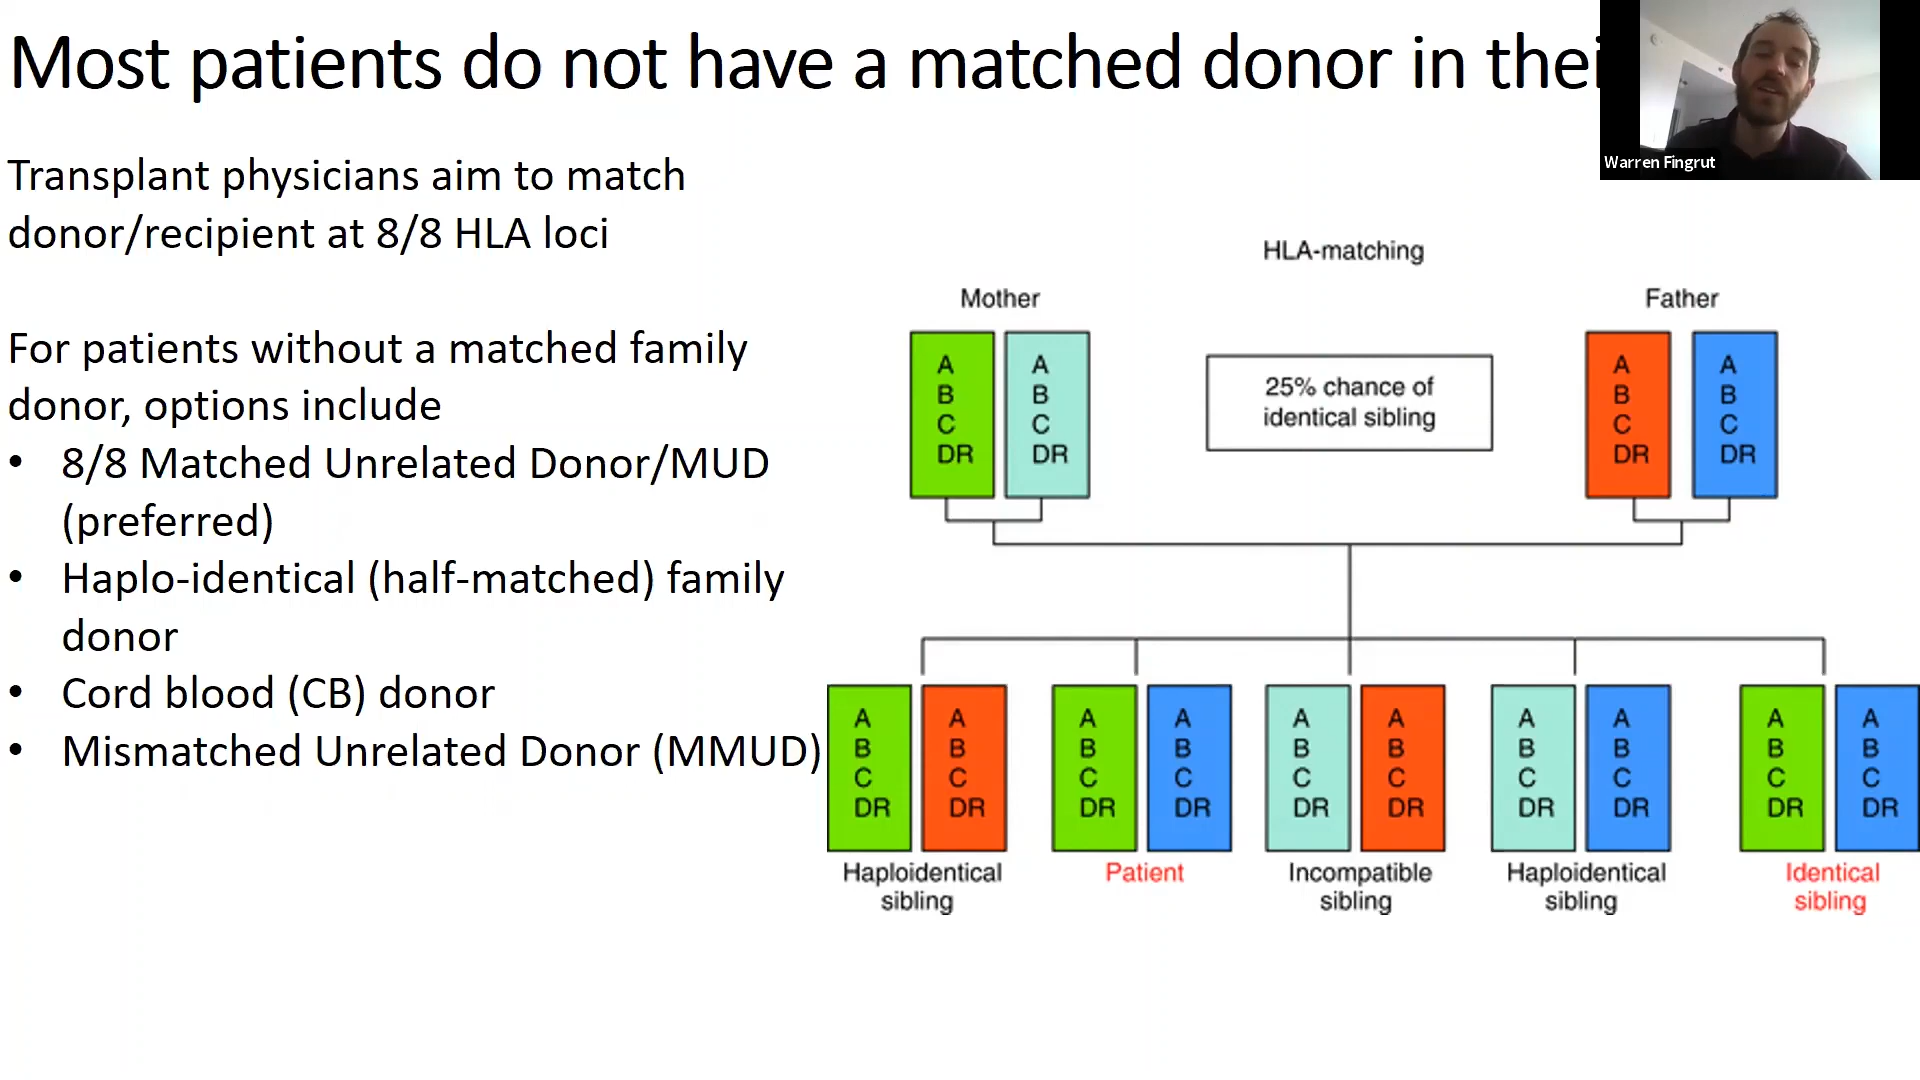 Most patients do not have a matched donor in thei
Warren Fingrut
Transplant physicians aim to match
donor/recipient at 8/8 HLA loci
For patients without a matched family
donor, options include
• 8/8 Matched Unrelated Donor/MUD
(preferred)
• Haplo-identical (half-matched) family
donor
• Cord blood (CB) donor
• Mismatched Unrelated Donor (MMUD)
HLA-matching
Mother
Father
A A
B B
C C
DR DR
25% chance of
identical sibling
A A
B B
C C
DR DR
A A
B B
C C
DR DR
Haploidentical
sibling
A A
B B
C C
DR DR
Patient
A A
B B
C C
DR DR
Incompatible
sibling
A A
B B
C C
DR DR
Haploidentical
sibling
A A
B B
C C
DR DR
Identical
sibling